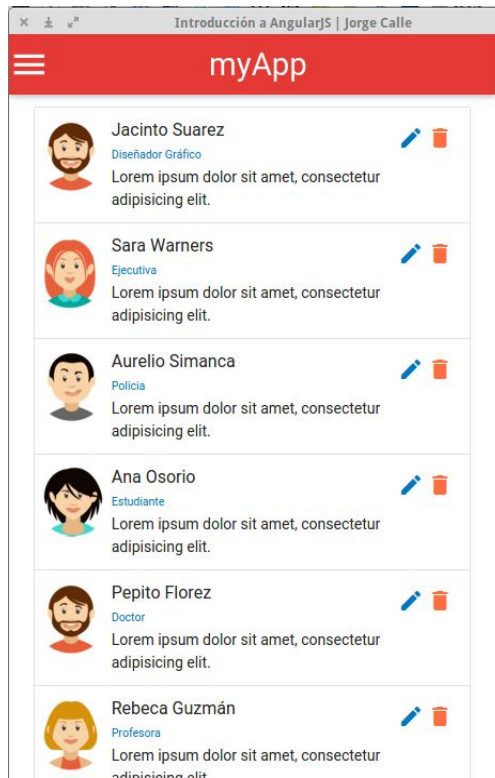 Introducción a AngularJS | Jorge Calle
myApp
Jacinto Suarez
Diseñador Gráfico
Lorem ipsum dolor sit amet, consectetur
adipisicing elit.
Sara Warners
Ejecutiva
Lorem ipsum dolor sit amet, consectetur
adipisicing elit.
Aurelio Simanca
Policia
Lorem ipsum dolor sit amet, consectetur
adipisicing elit.
Ana Osorio
Estudiante
Lorem ipsum dolor sit amet, consectetur
adipisicing elit.
Pepito Florez
Doctor
Lorem ipsum dolor sit amet, consectetur
adipisicing elit.
Rebeca Guzmán
Profesora
Lorem ipsum dolor sit amet, consectetur
adipisicing elit.